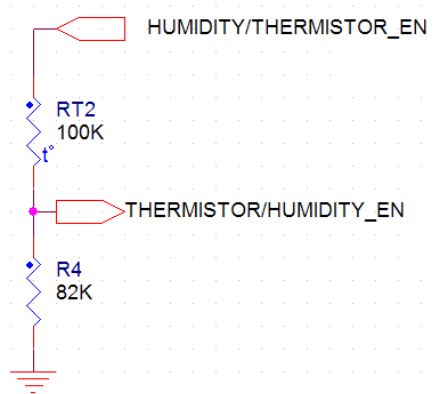 HUMIDITY/THERMISTOR_EN
RT2
100K
t°
THERMISTOR/HUMIDITY_EN
R4
82K